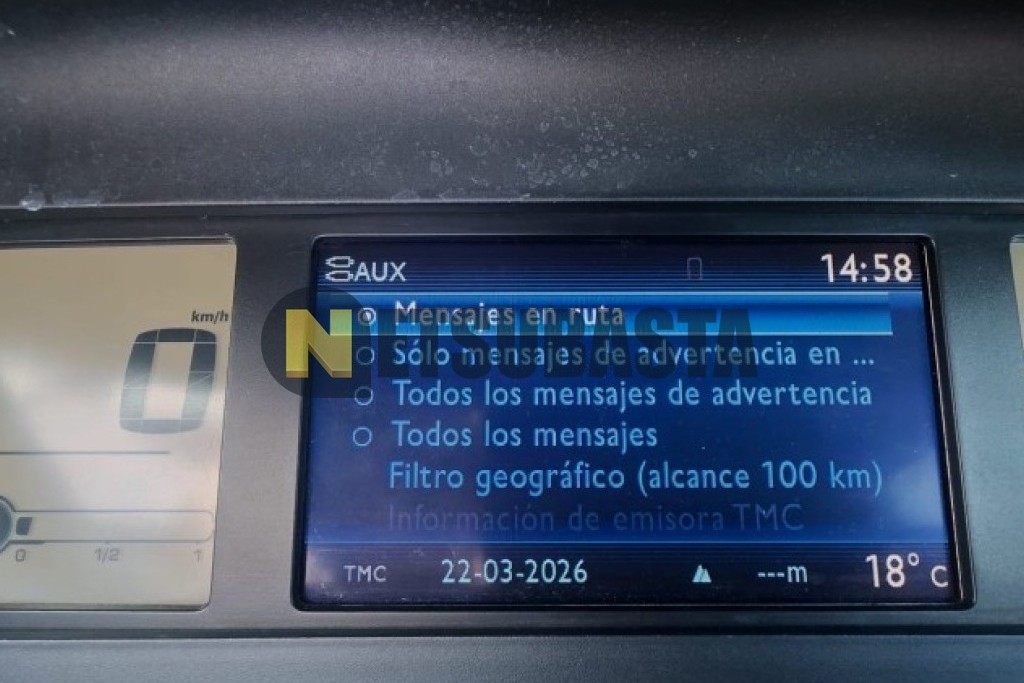 AUX 14:58
km/h
0
Mensajes en ruta
NETSUBASTA
Sólo mensajes de advertencia en ...
Todos los mensajes de advertencia
Todos los mensajes
Filtro geográfico (alcance 100 km)
Información de emisora TMC
0 1/2 1
TMC 22-03-2026 ---m 18° C